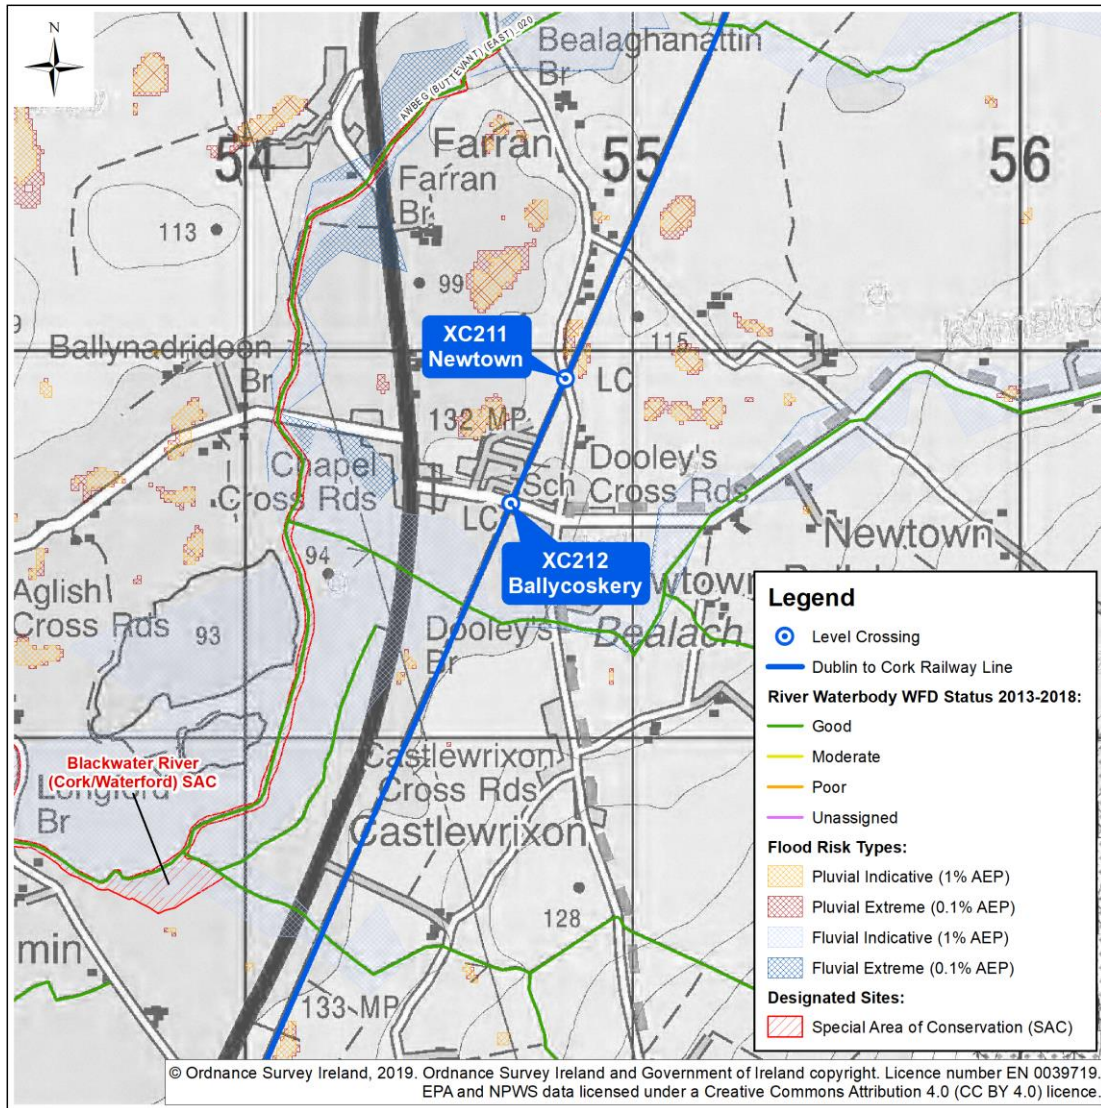 N
Bealaghanattin
Br
AWBEG (BUTTEVANT) (EAST)_020
54
Farran
55
56
Farran
Br
113
99
XC211
Newtown
115
9
Ballynadridoon
Br
LC
132 MP
Chapel
Cross Rds
Sch
Dooley's
Cross Rds
LC
Newtown
94
XC212
Ballycoskery
Aglish
Cross Rds
93
Dooley's
Br
Bealach
Castlewrixon
Cross Rds
Blackwater River
(Cork/Waterford) SAC
Longford
Br
Castlewrixon
128
min
133 MP
Legend
Level Crossing
Dublin to Cork Railway Line
River Waterbody WFD Status 2013-2018:
Good
Moderate
Poor
Unassigned
Flood Risk Types:
Pluvial Indicative (1% AEP)
Pluvial Extreme (0.1% AEP)
Fluvial Indicative (1% AEP)
Fluvial Extreme (0.1% AEP)
Designated Sites:
Special Area of Conservation (SAC)
© Ordnance Survey Ireland, 2019. Ordnance Survey Ireland and Government of Ireland copyright. Licence number EN 0039719.
EPA and NPWS data licensed under a Creative Commons Attribution 4.0 (CC BY 4.0) licence.